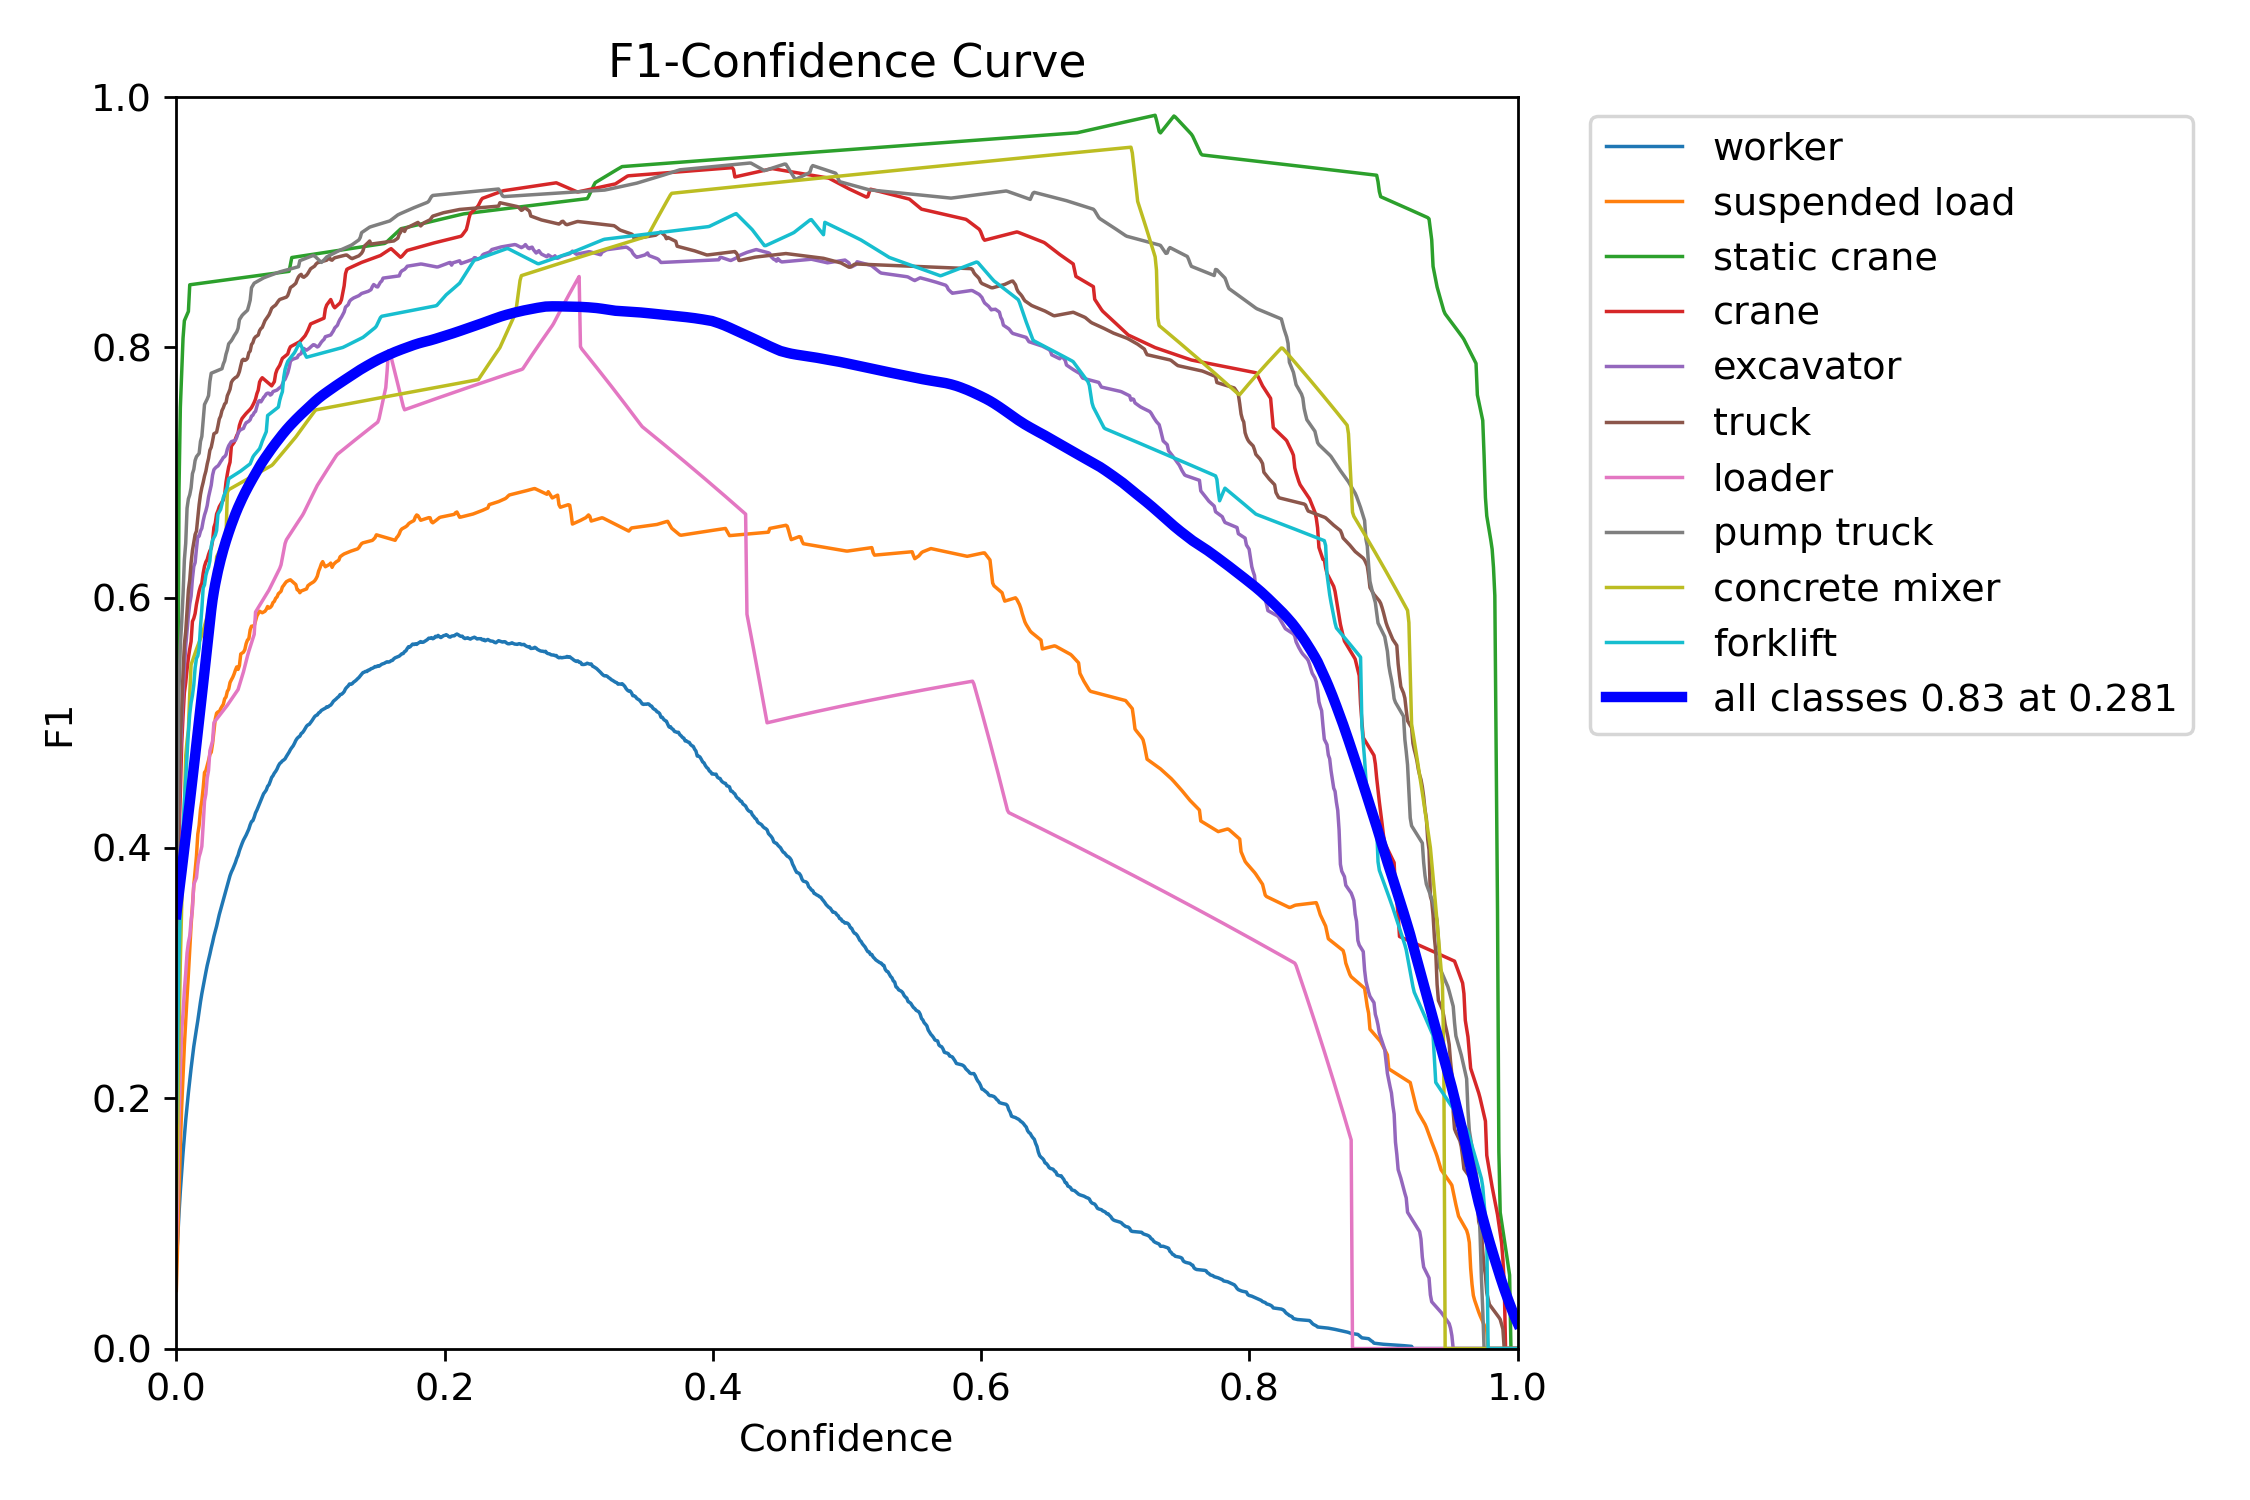 F1-Confidence Curve
1.0
0.8
0.6
0.4
0.2
0.0
F1
0.0 0.2 0.4 0.6 0.8 1.0
Confidence
worker
suspended load
static crane
crane
excavator
truck
loader
pump truck
concrete mixer
forklift
all classes 0.83 at 0.281